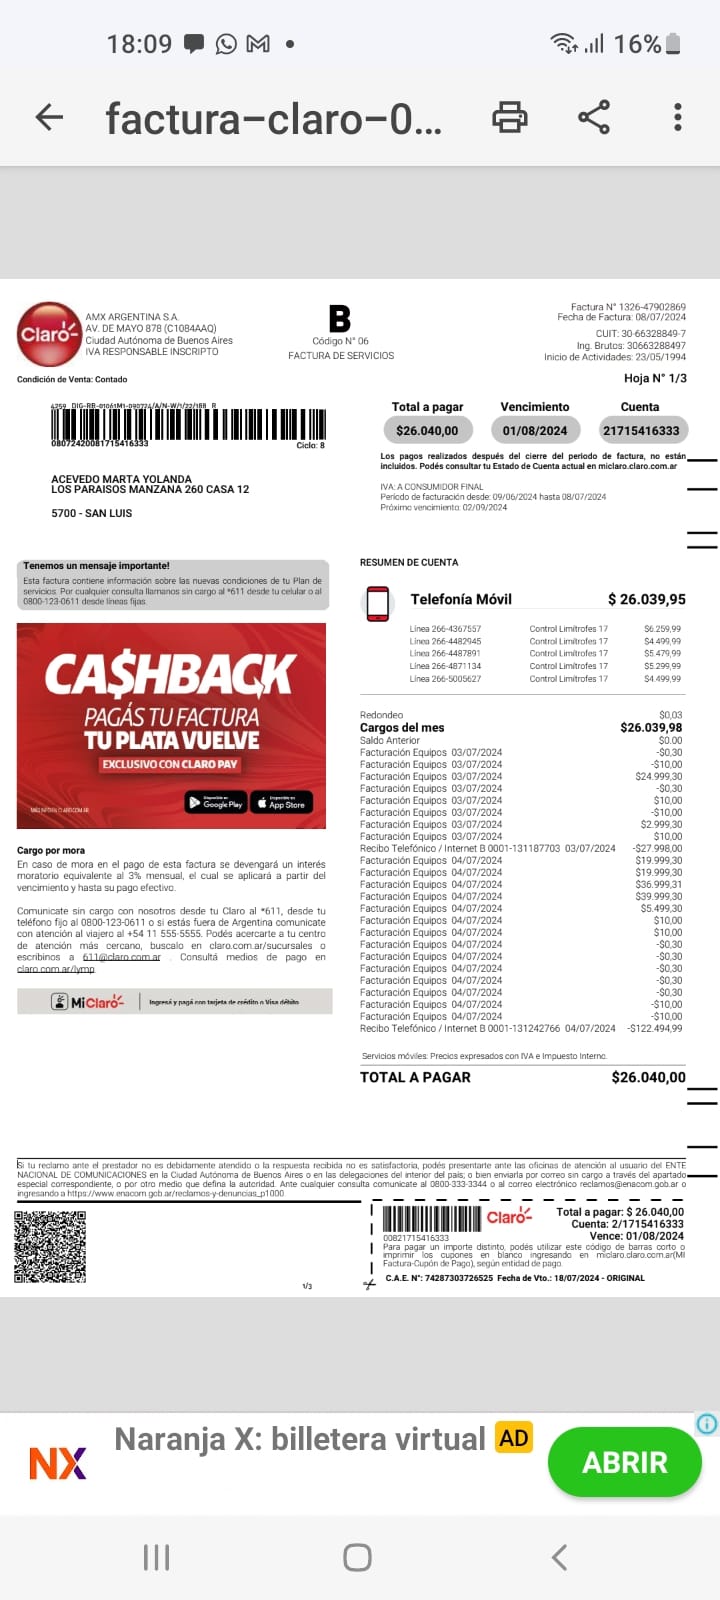 18:09
16%
factura-claro-0...
Claro
AMX ARGENTINA S.A.
AV. DE MAYO 878 (C1084AAQ)
Ciudad Autónoma de Buenos Aires
IVA RESPONSABLE INSCRIPTO
B
Código N° 06
FACTURA DE SERVICIOS
Factura N° 1326-47902869
Fecha de Factura: 08/07/2024
CUIT: 30-66328849-7
Ing. Brutos: 30663288497
Inicio de Actividades: 23/05/1994
Condición de Venta: Contado
Hoja N° 1/3
4259 DIG-RB-01061M1-090724/A/N-W/1/22/188 R
08072420081715416333
Ciclo: 8
Total a pagar Vencimiento Cuenta
$26.040,00 01/08/2024 21715416333
Los pagos realizados después del cierre del periodo de factura, no están
incluidos. Podés consultar tu Estado de Cuenta actual en miclaro.claro.com.ar
ACEVEDO MARTA YOLANDA
LOS PARAISOS MANZANA 260 CASA 12
5700 - SAN LUIS
IVA: A CONSUMIDOR FINAL
Período de facturación desde: 09/06/2024 hasta 08/07/2024
Próximo vencimiento: 02/09/2024
Tenemos un mensaje importante!
Esta factura contiene información sobre las nuevas condiciones de tu Plan de
servicios. Por cualquier consulta llamanos sin cargo al *611 desde tu celular o al
0800-123-0611 desde líneas fijas.
CA$HBACK
PAGÁS TU FACTURA
TU PLATA VUELVE
EXCLUSIVO CON CLARO PAY
Google Play
App Store
Cargo por mora
En caso de mora en el pago de esta factura se devengará un interés
moratorio equivalente al 3% mensual, el cual se aplicará a partir del
vencimiento y hasta su pago efectivo.
Comunicate sin cargo con nosotros desde tu Claro al *611, desde tu
teléfono fijo al 0800-123-0611 o si estás fuera de Argentina comunicate
con atención al viajero al +54 11 555-5555. Podés acercarte a tu centro
de atención más cercano, buscalo en claro.com.ar/sucursales o
escribinos a 611@claro.com.ar . Consultá medios de pago en
claro.com.ar/lymp
MiClaro
Ingresá y pagá con tarjeta de crédito o Visa débito
RESUMEN DE CUENTA
Telefonía Móvil $ 26.039,95
Línea 266-4367557 Control Limítrofes 17 $6.259,99
Línea 266-4482945 Control Limítrofes 17 $4.499,99
Línea 266-4487891 Control Limítrofes 17 $5.479,99
Línea 266-4871134 Control Limítrofes 17 $5.299,99
Línea 266-5005627 Control Limítrofes 17 $4.499,99
Redondeo $0,03
Cargos del mes $26.039,98
Saldo Anterior $0.00
Facturación Equipos 03/07/2024 -$0,30
Facturación Equipos 03/07/2024 -$10,00
Facturación Equipos 03/07/2024 $24.999,30
Facturación Equipos 03/07/2024 -$0,30
Facturación Equipos 03/07/2024 $10,00
Facturación Equipos 03/07/2024 -$10,00
Facturación Equipos 03/07/2024 $2.999,30
Facturación Equipos 03/07/2024 $10,00
Recibo Telefónico / Internet B 0001-131187703 03/07/2024 -$27.998,00
Facturación Equipos 04/07/2024 $19.999,30
Facturación Equipos 04/07/2024 $19.999,30
Facturación Equipos 04/07/2024 $36.999,31
Facturación Equipos 04/07/2024 $39.999,30
Facturación Equipos 04/07/2024 $5.499,30
Facturación Equipos 04/07/2024 $10,00
Facturación Equipos 04/07/2024 $10,00
Facturación Equipos 04/07/2024 -$0,30
Facturación Equipos 04/07/2024 -$0,30
Facturación Equipos 04/07/2024 -$0,30
Facturación Equipos 04/07/2024 -$0,30
Facturación Equipos 04/07/2024 -$0,30
Facturación Equipos 04/07/2024 -$10,00
Facturación Equipos 04/07/2024 -$10,00
Recibo Telefónico / Internet B 0001-131242766 04/07/2024 -$122.494,99
Servicios móviles: Precios expresados con IVA e Impuesto Interno.
TOTAL A PAGAR $26.040,00
Si tu reclamo ante el prestador no es debidamente atendido o la respuesta recibida no es satisfactoria, podés presentarte ante las oficinas de atención al usuario del ENTE
NACIONAL DE COMUNICACIONES en la Ciudad Autónoma de Buenos Aires o en las delegaciones del interior del país; o bien enviarla por correo sin cargo a través del apartado
especial correspondiente, o por otro medio que defina la autoridad. Ante cualquier consulta comunicate al 0800-333-3344 o al correo electrónico reclamos@enacom.gob.ar o
ingresando a https://www.enacom.gob.ar/reclamos-y-denuncias_p1000
00821715416333
Claro
Total a pagar: $ 26.040,00
Cuenta: 2/1715416333
Vence: 01/08/2024
Para pagar un importe distinto, podés utilizar este código de barras corto o
imprimir los cupones en blanco ingresando en miclaro.claro.com.ar(MI
Factura-Cupón de Pago), según entidad de pago.
C.A.E. N°: 74287303726525 Fecha de Vto.: 18/07/2024 - ORIGINAL
1/3
NX
Naranja X: billetera virtual AD
ABRIR